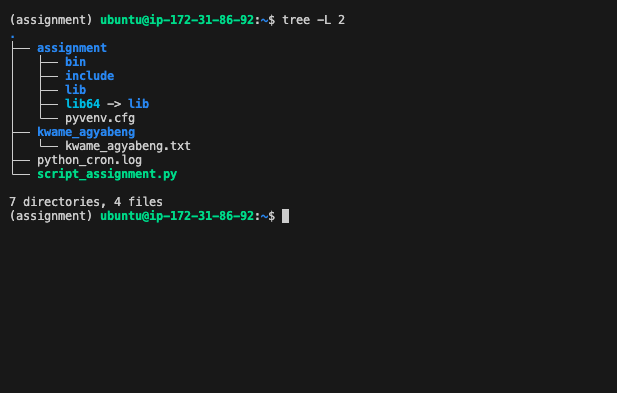 (assignment) ubuntu@ip-172-31-86-92:~$ tree -L 2
.
├── assignment
│   ├── bin
│   ├── include
│   ├── lib
│   ├── lib64 -> lib
│   └── pyvenv.cfg
├── kwame_agyabeng
│   └── kwame_agyabeng.txt
├── python_cron.log
└── script_assignment.py

7 directories, 4 files
(assignment) ubuntu@ip-172-31-86-92:~$